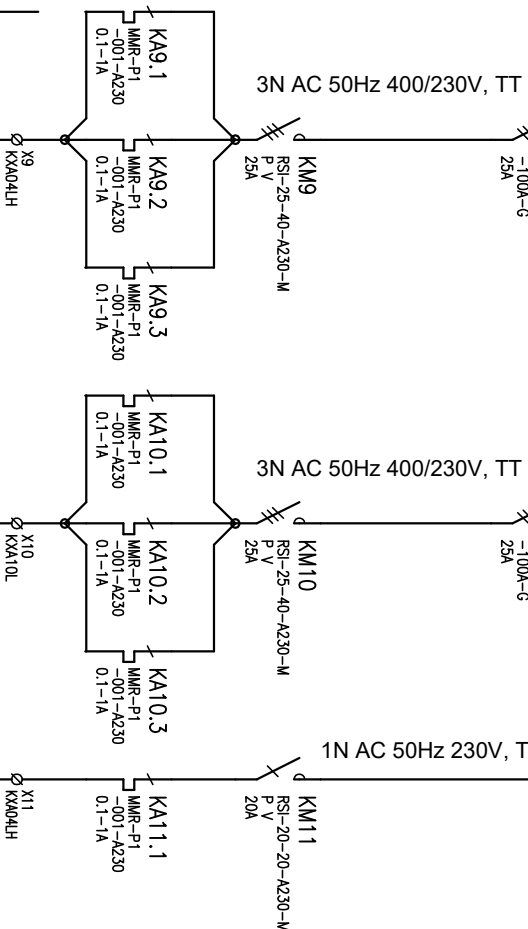 KA9.1
MMR-P1
-001-A230
0.1-1A
3N AC 50Hz 400/230V, TT
-100A-G
25A
KM9
RSI-25-40-A230-M
P V
25A
KA9.2
MMR-P1
-001-A230
0.1-1A
X9
KXA04LH
KA9.3
MMR-P1
-001-A230
0.1-1A
KA10.1
MMR-P1
-001-A230
0.1-1A
3N AC 50Hz 400/230V, TT
-100A-G
25A
KM10
RSI-25-40-A230-M
P V
25A
KA10.2
MMR-P1
-001-A230
0.1-1A
X10
KXA10L
KA10.3
MMR-P1
-001-A230
0.1-1A
1N AC 50Hz 230V, T
KM11
RSI-20-20-A230-M
P V
20A
KA11.1
MMR-P1
-001-A230
0.1-1A
X11
KXA04LH